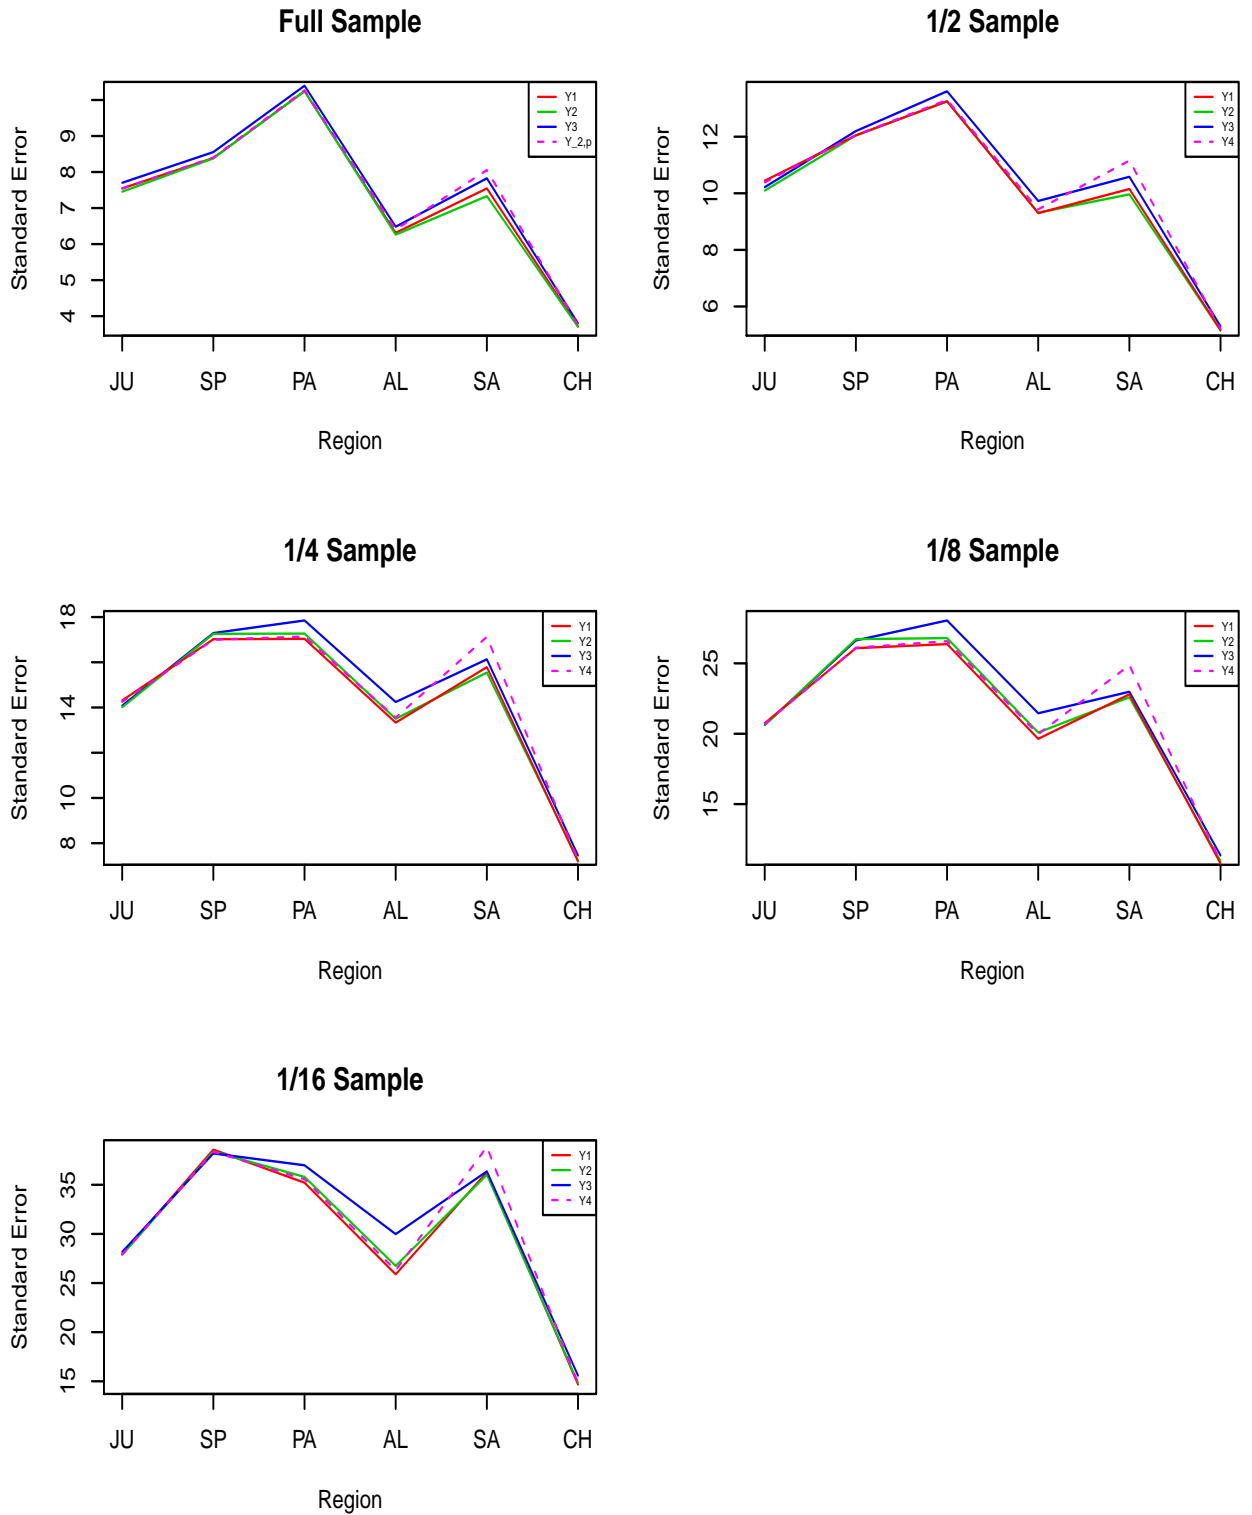 Full Sample
Standard Error
9
8
7
6
5
4
Y1
Y2
Y3
Y_2,p
JU SP PA AL SA CH
Region
1/2 Sample
Standard Error
12
10
8
6
Y1
Y2
Y3
Y4
JU SP PA AL SA CH
Region
1/4 Sample
Standard Error
18
14
10
8
Y1
Y2
Y3
Y4
JU SP PA AL SA CH
Region
1/8 Sample
Standard Error
25
20
15
Y1
Y2
Y3
Y4
JU SP PA AL SA CH
Region
1/16 Sample
Standard Error
35
30
25
20
15
Y1
Y2
Y3
Y4
JU SP PA AL SA CH
Region